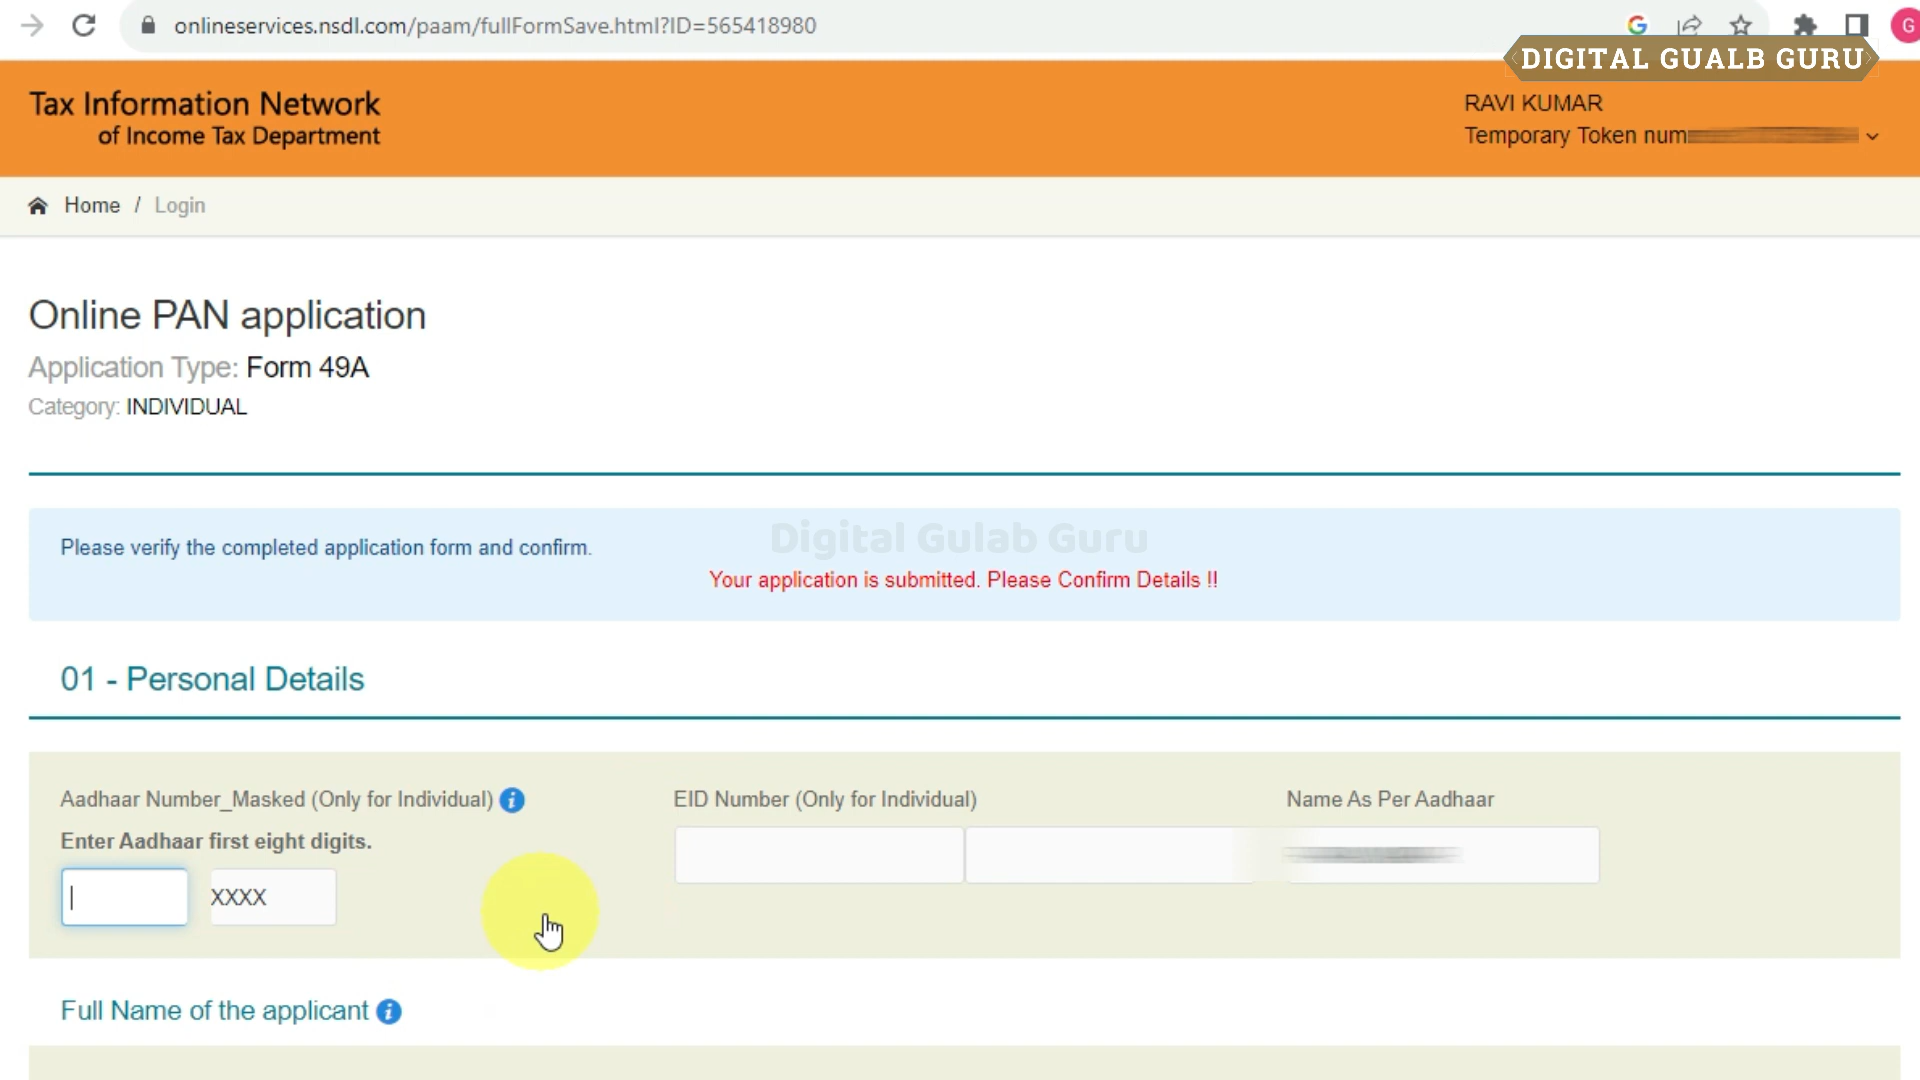 onlineservices.nsdl.com/paam/fullFormSave.html?ID=565418980
G
G
DIGITAL GUALB GURU
Tax Information Network
of Income Tax Department
RAVI KUMAR
Temporary Token num
Home / Login
Online PAN application
Application Type: Form 49A
Category: INDIVIDUAL
Digital Gulab Guru
Please verify the completed application form and confirm.
Your application is submitted. Please Confirm Details !!
01 - Personal Details
Aadhaar Number_Masked (Only for Individual) i
EID Number (Only for Individual)
Name As Per Aadhaar
Enter Aadhaar first eight digits.
XXXX
Full Name of the applicant i